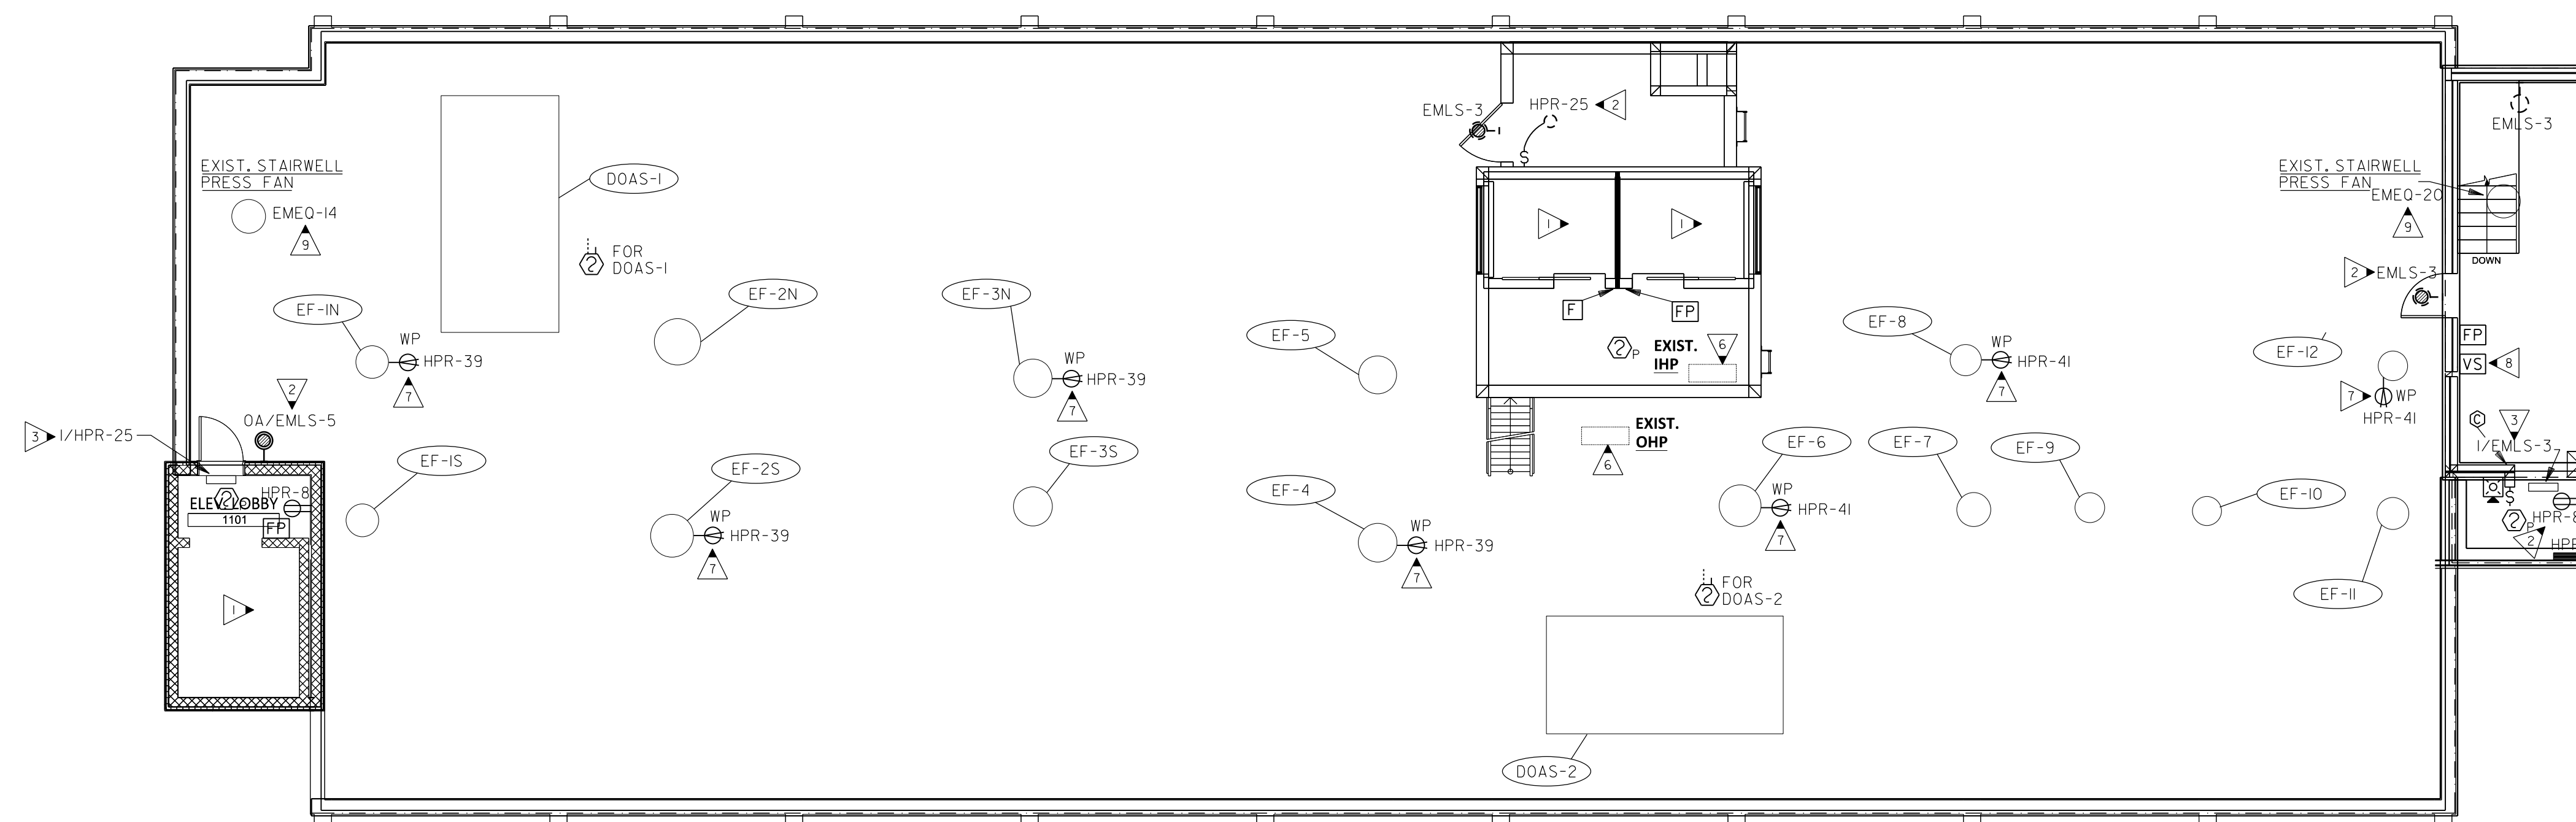 EMLS-3
HPR-25
2
EMLS-3
EXIST. STAIRWELL
PRESS FAN
EMEQ-14
9
DOAS-1
FOR
DOAS-1
1
1
EXIST. STAIRWELL
PRESS FAN
EMEQ-20
9
DOWN
2
EMLS-3
EF-1N
WP
HPR-39
7
EF-2N
EF-3N
WP
HPR-39
7
EF-5
F
FP
P
EXIST.
IHP
6
EF-8
WP
HPR-41
7
EF-12
FP
VS
8
7
WP
HPR-41
2
OA/EMLS-5
3
1/HPR-25
EF-1S
EF-2S
WP
HPR-39
7
EF-3S
EF-4
WP
HPR-39
7
EXIST.
OHP
6
EF-6
WP
HPR-41
7
EF-7
EF-9
EF-10
EF-11
C
3
1/EMLS-3
S
P
HPR-8
2
HPR
HPR-8
ELEV. LOBBY
1101
FP
1
FOR
DOAS-2
DOAS-2
S